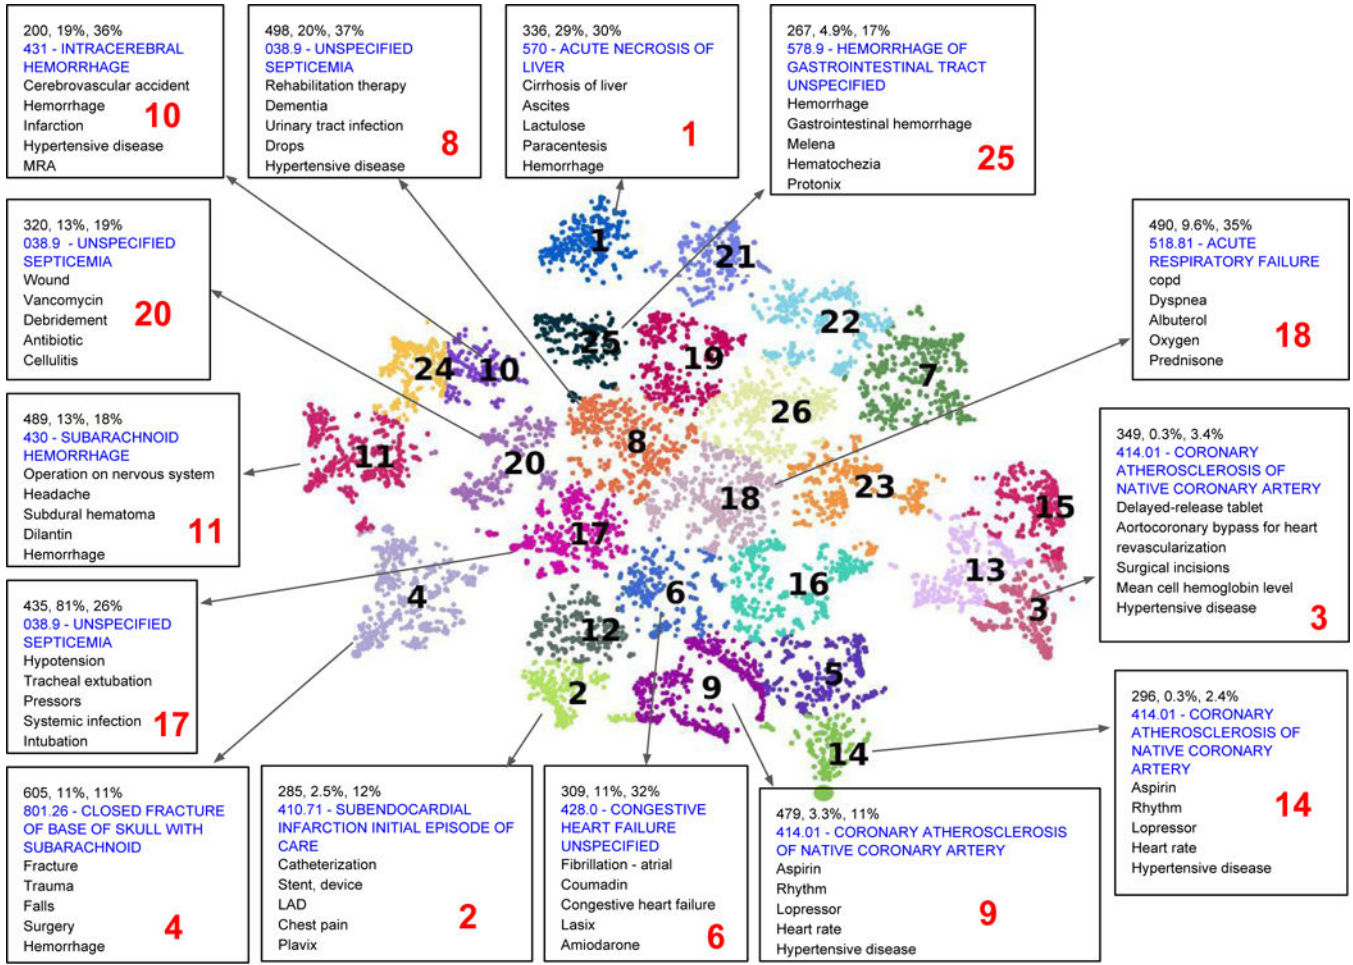 200, 19%, 36%
431 - INTRACEREBRAL
HEMORRHAGE
Cerebrovascular accident
Hemorrhage
Infarction
Hypertensive disease
MRA
10
498, 20%, 37%
038.9 - UNSPECIFIED
SEPTICEMIA
Rehabilitation therapy
Dementia
Urinary tract infection
Drops
Hypertensive disease
8
336, 29%, 30%
570 - ACUTE NECROSIS OF
LIVER
Cirrhosis of liver
Ascites
Lactulose
Paracentesis
Hemorrhage
1
267, 4.9%, 17%
578.9 - HEMORRHAGE OF
GASTROINTESTINAL TRACT
UNSPECIFIED
Hemorrhage
Gastrointestinal hemorrhage
Melena
Hematochezia
Protonix
25
320, 13%, 19%
038.9 - UNSPECIFIED
SEPTICEMIA
Wound
Vancomycin
Debridement
Antibiotic
Cellulitis
20
490, 9.6%, 35%
518.81 - ACUTE
RESPIRATORY FAILURE
copd
Dyspnea
Albuterol
Oxygen
Prednisone
18
489, 13%, 18%
430 - SUBARACHNOID
HEMORRHAGE
Operation on nervous system
Headache
Subdural hematoma
Dilantin
Hemorrhage
11
349, 0.3%, 3.4%
414.01 - CORONARY
ATHEROSCLEROSIS OF
NATIVE CORONARY ARTERY
Delayed-release tablet
Aortocoronary bypass for heart
revascularization
Surgical incisions
Mean cell hemoglobin level
Hypertensive disease
3
435, 81%, 26%
038.9 - UNSPECIFIED
SEPTICEMIA
Hypotension
Tracheal extubation
Pressors
Systemic infection
Intubation
17
296, 0.3%, 2.4%
414.01 - CORONARY
ATHEROSCLEROSIS OF
NATIVE CORONARY
ARTERY
Aspirin
Rhythm
Lopressor
Heart rate
Hypertensive disease
14
605, 11%, 11%
801.26 - CLOSED FRACTURE
OF BASE OF SKULL WITH
SUBARACHNOID
Fracture
Trauma
Falls
Surgery
Hemorrhage
4
285, 2.5%, 12%
410.71 - SUBENDOCARDIAL
INFARCTION INITIAL EPISODE OF
CARE
Catheterization
Stent, device
LAD
Chest pain
Plavix
2
309, 11%, 32%
428.0 - CONGESTIVE
HEART FAILURE
UNSPECIFIED
Fibrillation - atrial
Coumadin
Congestive heart failure
Lasix
Amiodarone
6
479, 3.3%, 11%
414.01 - CORONARY ATHEROSCLEROSIS
OF NATIVE CORONARY ARTERY
Aspirin
Rhythm
Lopressor
Heart rate
Hypertensive disease
9
1
21
22
25
19
24
10
7
26
8
11
20
18
23
15
17
13
4
6
16
3
12
2
9
5
14